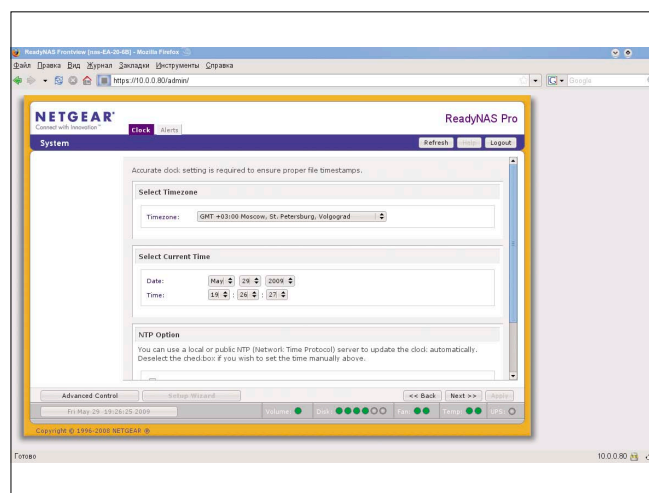 ReadyNAS Frontview [nas-EA-20-6B] - Mozilla Firefox
Файл Правка Вид Журнал Закладки Инструменты Справка
https://10.0.0.80/admin/
Google
NETGEAR
Connect with Innovation
Clock Alerts
ReadyNAS Pro
System
Refresh Help Logout
Accurate clock setting is required to ensure proper file timestamps.
Select Timezone
Timezone: GMT +03:00 Moscow, St. Petersburg, Volgograd
Select Current Time
Date: May 29 2009
Time: 19 : 26 : 27
NTP Option
You can use a local or public NTP (Network Time Protocol) server to update the clock automatically.
Deselect the checkbox if you wish to set the time manually above.
Advanced Control Setup Wizard << Back Next >> Apply
Fri May 29 19:26:25 2009 Volume: Disk: Fan: Temp: UPS:
Copyright © 1996-2008 NETGEAR ®
Готово 10.0.0.80